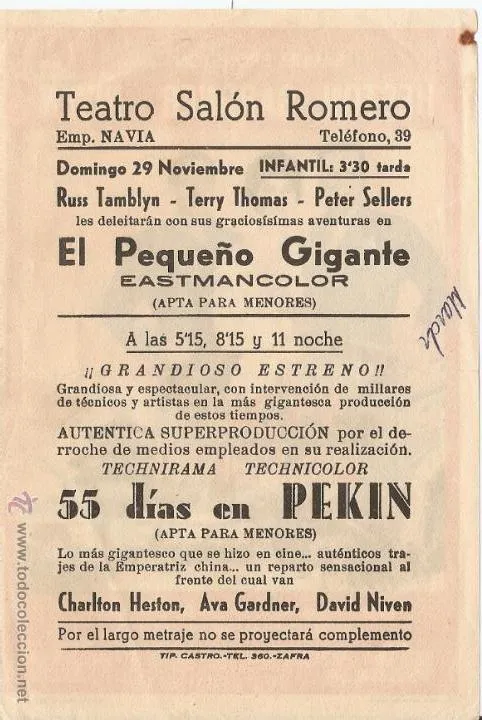 Teatro Salón Romero
Emp. NAVIA Teléfono, 39
Domingo 29 Noviembre INFANTIL: 3'30 tarda
Russ Tamblyn - Terry Thomas - Peter Sellers
les deleitarán con sus graciosísimas aventuras en
El Pequeño Gigante
EASTMANCOLOR
(APTA PARA MENORES)
A las 5'15, 8'15 y 11 noche
¡¡GRANDIOSO ESTRENO!!
Grandiosa y espectacular, con intervención de millares
de técnicos y artistas en la más gigantesca producción
de estos tiempos.
AUTENTICA SUPERPRODUCCIÓN por el de-
rroche de medios empleados en su realización.
TECHNIRAMA TECHNICOLOR
55 días en PEKIN
(APTA PARA MENORES)
Lo más gigantesco que se hizo en cine... auténticos tra-
jes de la Emperatriz china... un reparto sensacional al
frente del cual van
Charlton Heston, Ava Gardner, David Niven
Por el largo metraje no se proyectará complemento
TIP. CASTRO.-TEL. 360.-ZAFRA
tc www.todocoleccion.net